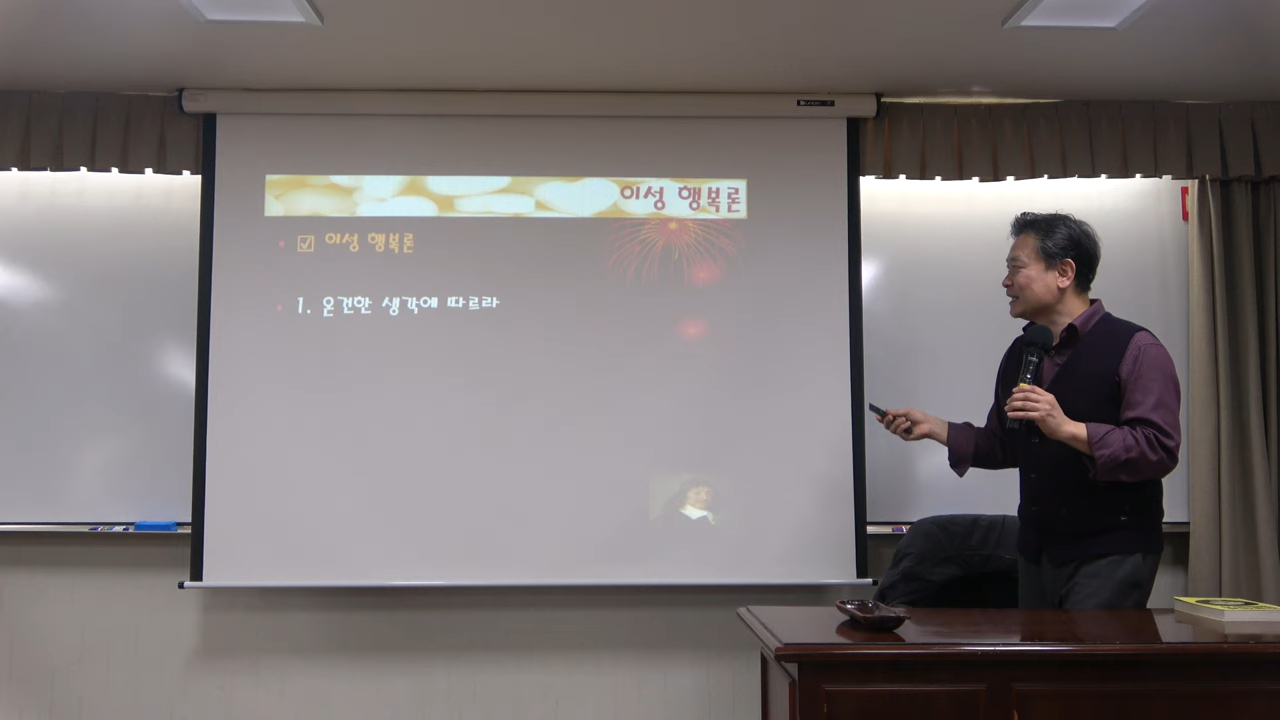 이성 행복론
☑ 이성 행복론
1. 온건한 생각에 따르라